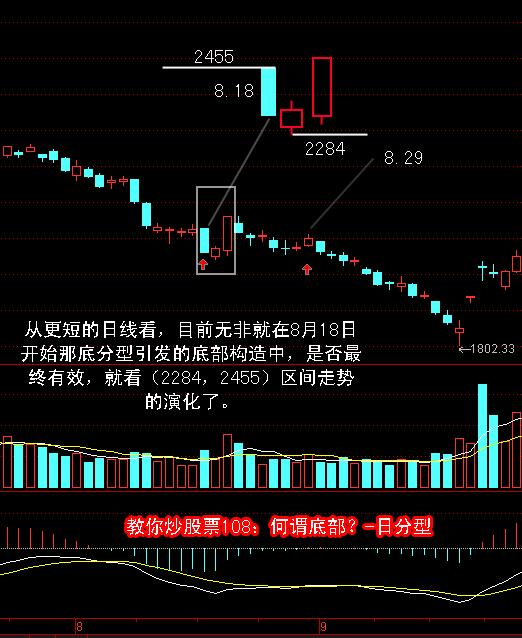 2455
8.18
2284
8.29
从更短的日线看，目前无非就在8月18日
开始那底分型引发的底部构造中，是否最
终有效，就看（2284，2455）区间走势
的演化了。
←1802.33
教你炒股票108：何谓底部？-日分型
8
9